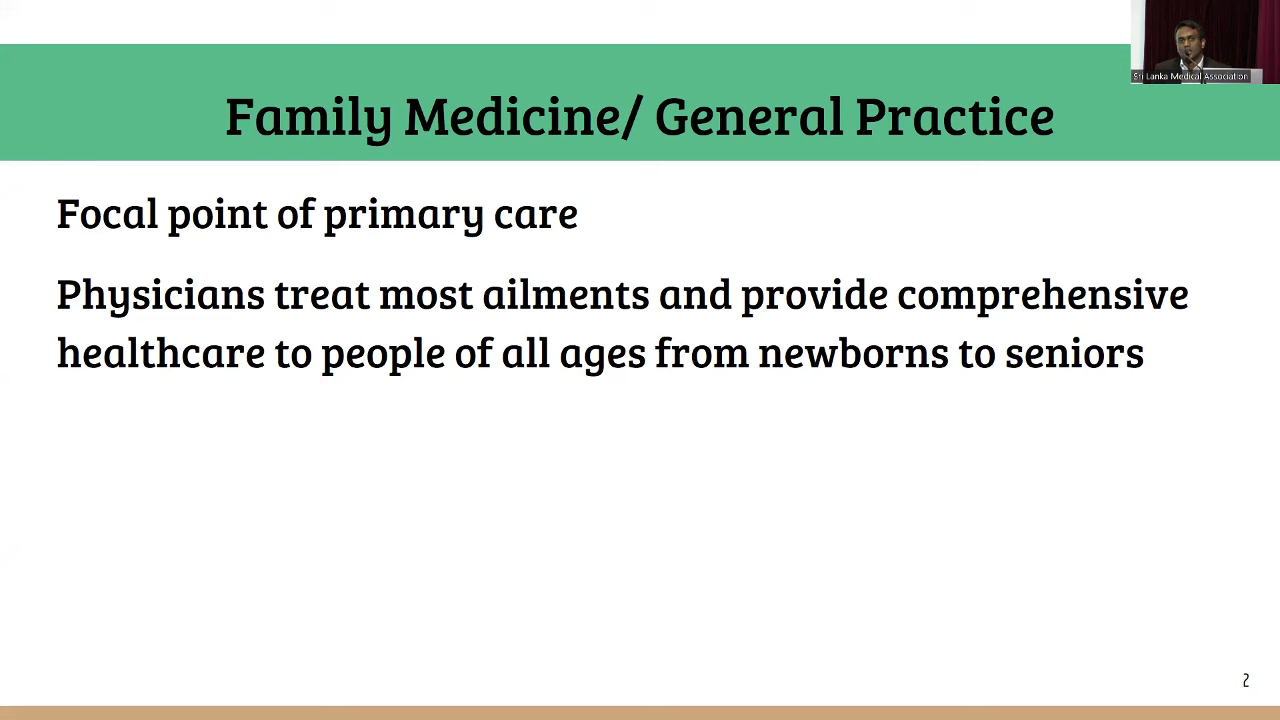 Sri Lanka Medical Association
Family Medicine/ General Practice
Focal point of primary care
Physicians treat most ailments and provide comprehensive
healthcare to people of all ages from newborns to seniors
2